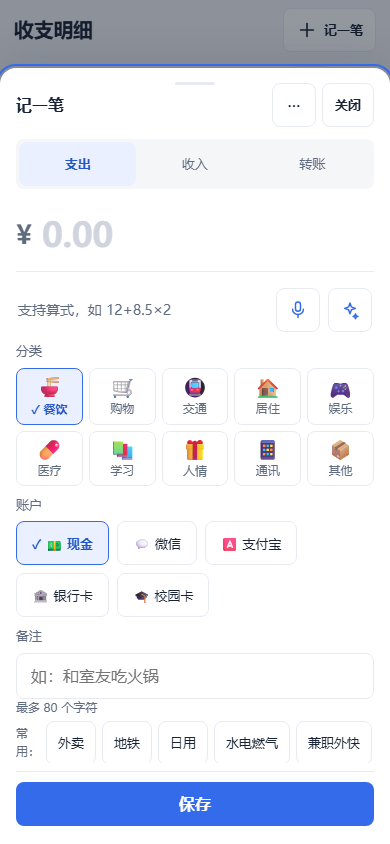 收支明细
＋ 记一笔
记一笔
···
关闭
支出 收入 转账
¥ 0.00
支持算式，如 12+8.5×2
分类
✓ 餐饮 购物 交通 居住 娱乐
医疗 学习 人情 通讯 其他
账户
✓ 现金 微信 A 支付宝
银行卡 校园卡
备注
如：和室友吃火锅
最多 80 个字符
常用： 外卖 地铁 日用 水电燃气 兼职外快
保存